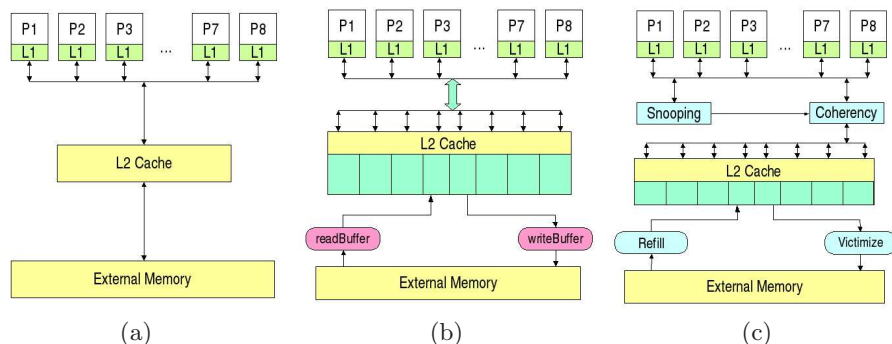 P1 P2 P3 ... P7 P8
L1 L1 L1 L1 L1
L2 Cache
External Memory
(a)
P1 P2 P3 ... P7 P8
L1 L1 L1 L1 L1
L2 Cache
readBuffer writeBuffer
External Memory
(b)
P1 P2 P3 ... P7 P8
L1 L1 L1 L1 L1
Snooping Coherency
L2 Cache
Refill Victimize
External Memory
(c)